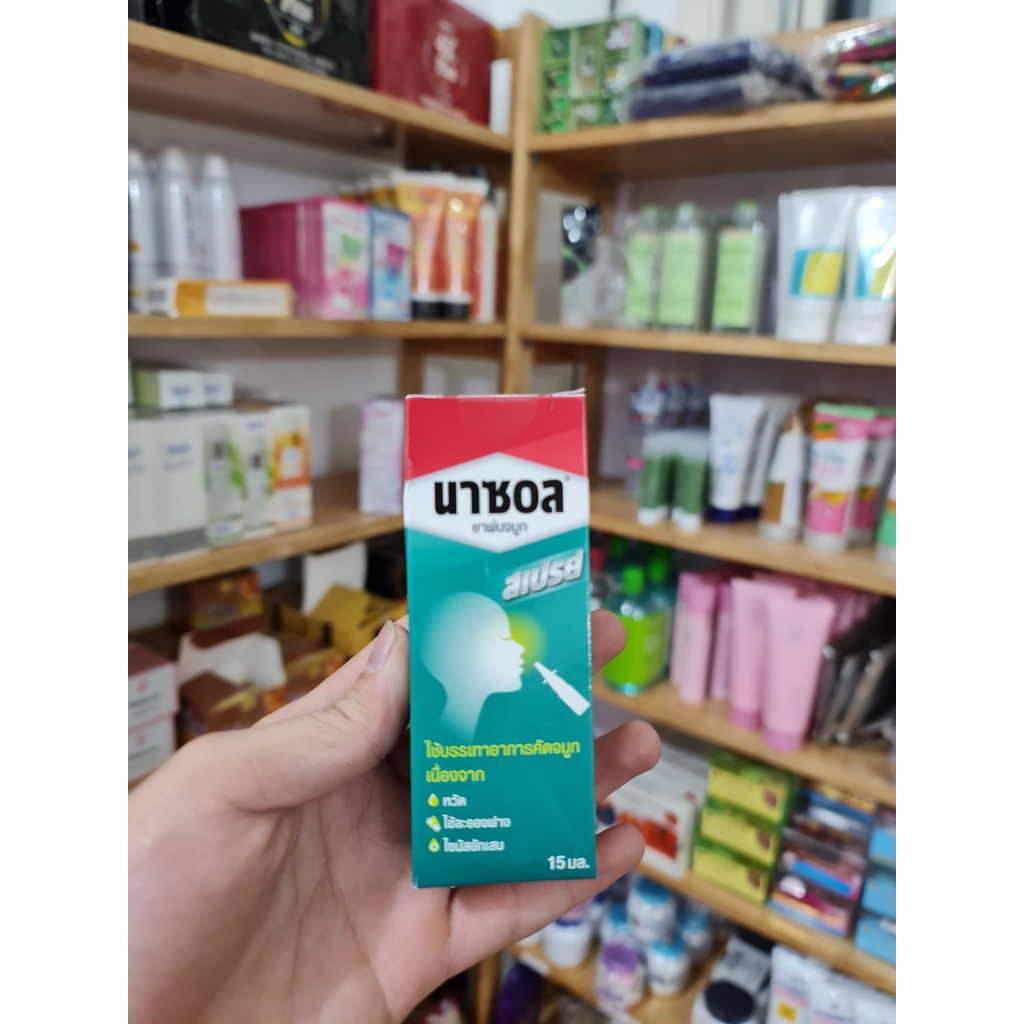 นาซอล®
ยาพ่นจมูก
สเปรย์
ใช้บรรเทาอาการคัดจมูก
เนื่องจาก
หวัด
ไข้ละอองฟาง
ไซนัสอักเสบ
15 มล.